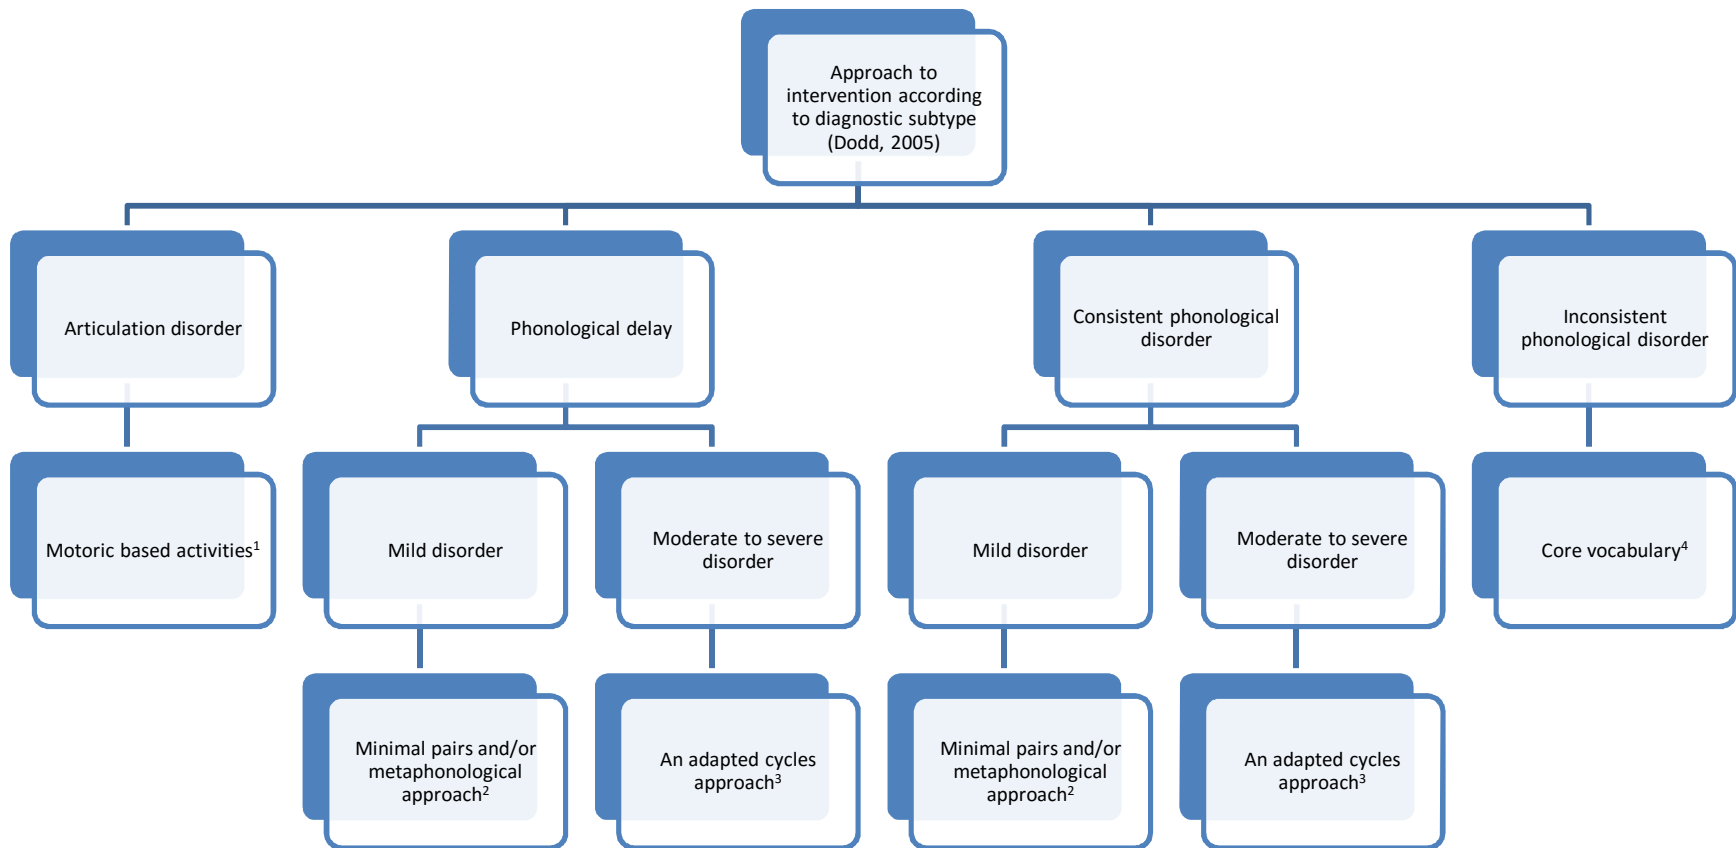 Approach to
intervention according
to diagnostic subtype
(Dodd, 2005)
Articulation disorder
Phonological delay
Consistent phonological
disorder
Inconsistent
phonological disorder
Motoric based activities¹
Mild disorder
Moderate to severe
disorder
Mild disorder
Moderate to severe
disorder
Core vocabulary⁴
Minimal pairs and/or
metaphonological
approach²
An adapted cycles
approach³
Minimal pairs and/or
metaphonological
approach²
An adapted cycles
approach³